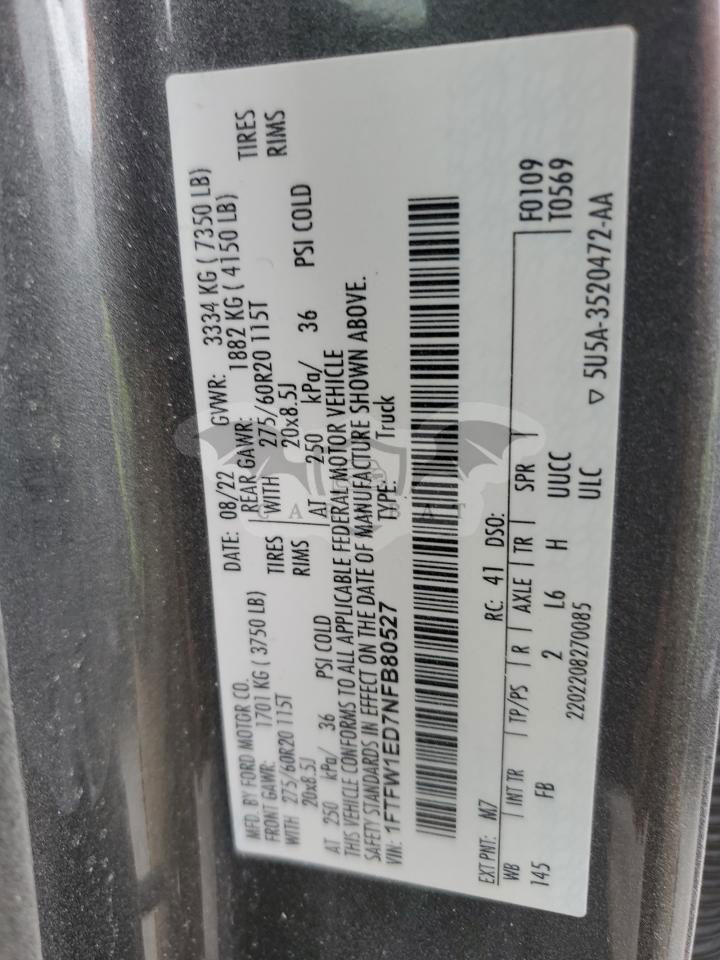 MFD. BY FORD MOTOR CO.
DATE: 08/22 GVWR: 3334 KG ( 7350 LB)
FRONT GAWR: 1701 KG ( 3750 LB) REAR GAWR: 1882 KG ( 4150 LB)
WITH 275/60R20 115T TIRES WITH 275/60R20 115T TIRES
20x8.5J RIMS 20x8.5J RIMS
AT 250 kPa/ 36 PSI COLD AT 250 kPa/ 36 PSI COLD
THIS VEHICLE CONFORMS TO ALL APPLICABLE FEDERAL MOTOR VEHICLE
SAFETY STANDARDS IN EFFECT ON THE DATE OF MANUFACTURE SHOWN ABOVE.
VIN: 1FTFW1ED7NFB80527 TYPE: Truck
EXT PNT: M7 RC: 41 DSO:
WB INT TR TP/PS R AXLE TR SPR F0109
145 FB 2 L6 H UUCC T0569
2202208270085 ULC
▽ 5U5A-3520472-AA